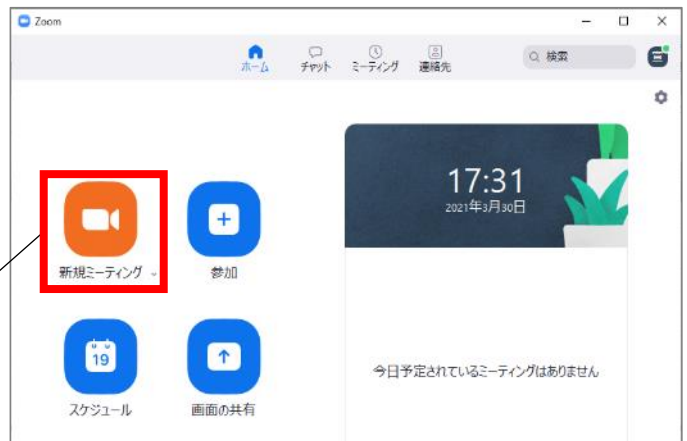 Zoom
ホーム チャット ミーティング 連絡先 検索
17:31
2021年3月30日
新規ミーティング 参加
19
スケジュール 画面の共有
今日予定されているミーティングはありません